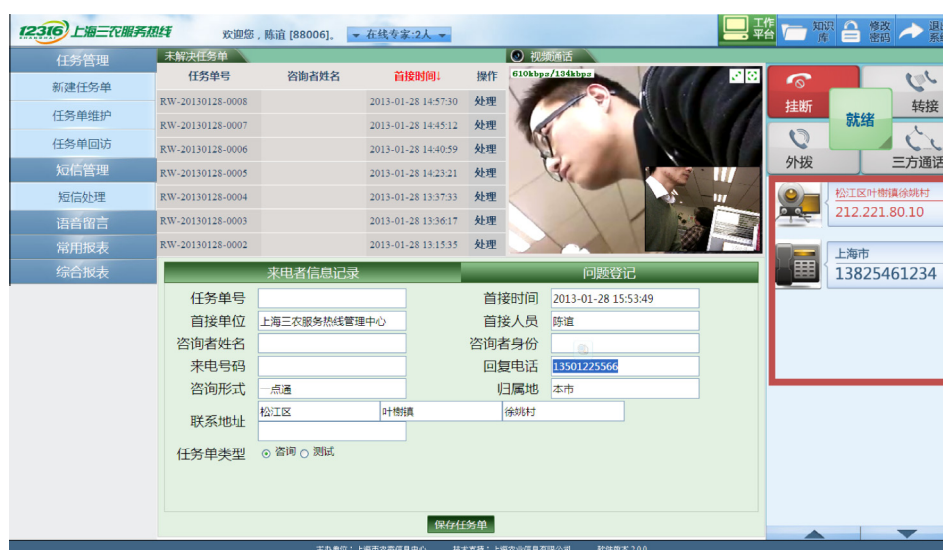 12316 上海三农服务热线
欢迎您，陈谊 [88006]。 在线专家:2人
工作平台 知识库 修改密码 退出系统
任务管理
新建任务单
任务单维护
任务单回访
短信管理
短信处理
语音留言
常用报表
综合报表
未解决任务单
任务单号 咨询者姓名 首接时间↓ 操作
RW-20130128-0008 2013-01-28 14:57:30 处理
RW-20130128-0007 2013-01-28 14:45:12 处理
RW-20130128-0006 2013-01-28 14:40:59 处理
RW-20130128-0005 2013-01-28 14:23:21 处理
RW-20130128-0004 2013-01-28 13:37:33 处理
RW-20130128-0003 2013-01-28 13:36:17 处理
RW-20130128-0002 2013-01-28 13:15:35 处理
视频通话
610kbps/134kbps
挂断 转接
就绪
外拨 三方通话
松江区叶榭镇徐姚村
212.221.80.10
上海市
13825461234
来电者信息记录 问题登记
任务单号 首接时间 2013-01-28 15:53:49
首接单位 上海三农服务热线管理中心 首接人员 陈谊
咨询者姓名 咨询者身份
来电号码 回复电话 13501225566
咨询形式 一点通 归属地 本市
联系地址 松江区 叶榭镇 徐姚村
任务单类型 咨询 测试
保存任务单